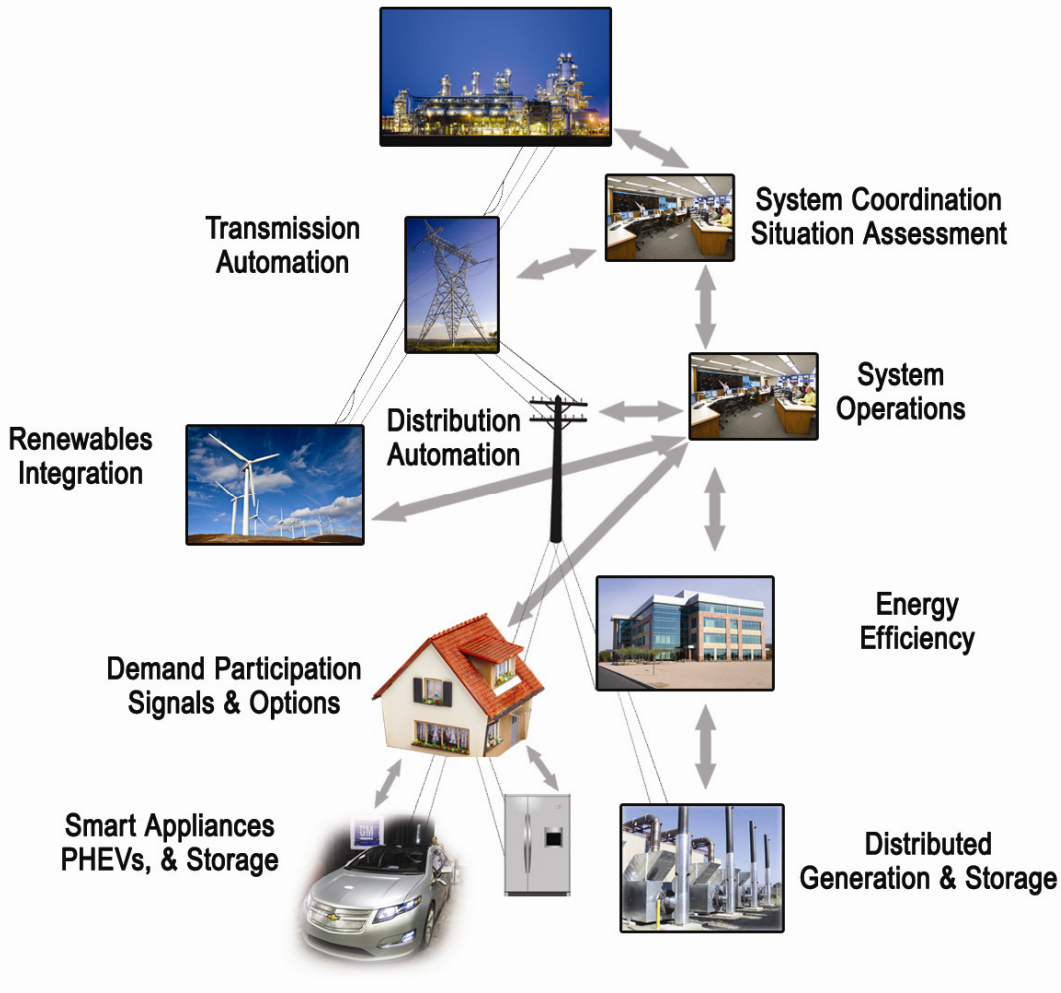 System Coordination
Situation Assessment
Transmission
Automation
System
Operations
Distribution
Automation
Renewables
Integration
Energy
Efficiency
Demand Participation
Signals & Options
Smart Appliances
PHEVs, & Storage
GM
Distributed
Generation & Storage